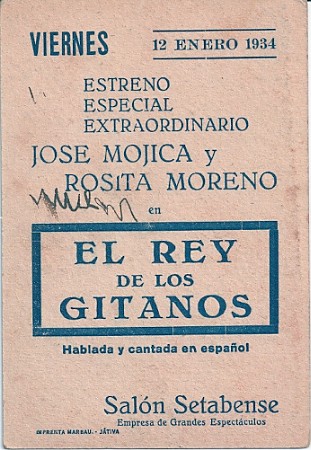 VIERNES
12 ENERO 1934
ESTRENO
ESPECIAL
EXTRAORDINARIO
JOSE MOJICA y
ROSITA MORENO
en
EL REY
DE LOS
GITANOS
Hablada y cantada en español
Salón Setabense
Empresa de Grandes Espectáculos
IMPRENTA MAREAU. - JÁTIVA